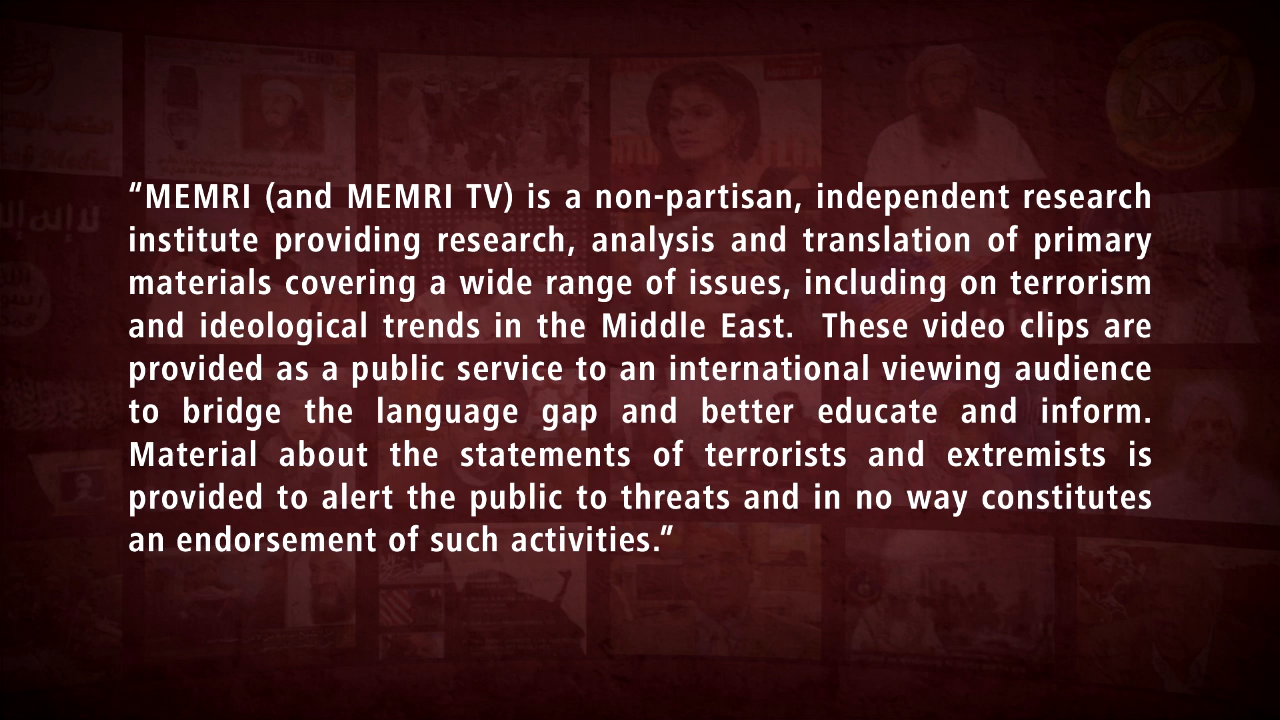 “MEMRI (and MEMRI TV) is a non-partisan, independent research
institute providing research, analysis and translation of primary
materials covering a wide range of issues, including on terrorism
and ideological trends in the Middle East.  These video clips are
provided as a public service to an international viewing audience
to bridge the language gap and better educate and inform.
Material about the statements of terrorists and extremists is
provided to alert the public to threats and in no way constitutes
an endorsement of such activities.”